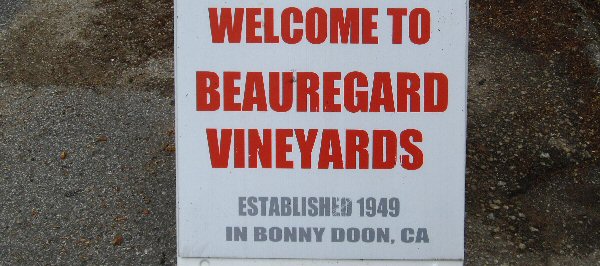 WELCOME TO
BEAUREGARD
VINEYARDS
ESTABLISHED 1949
IN BONNY DOON, CA